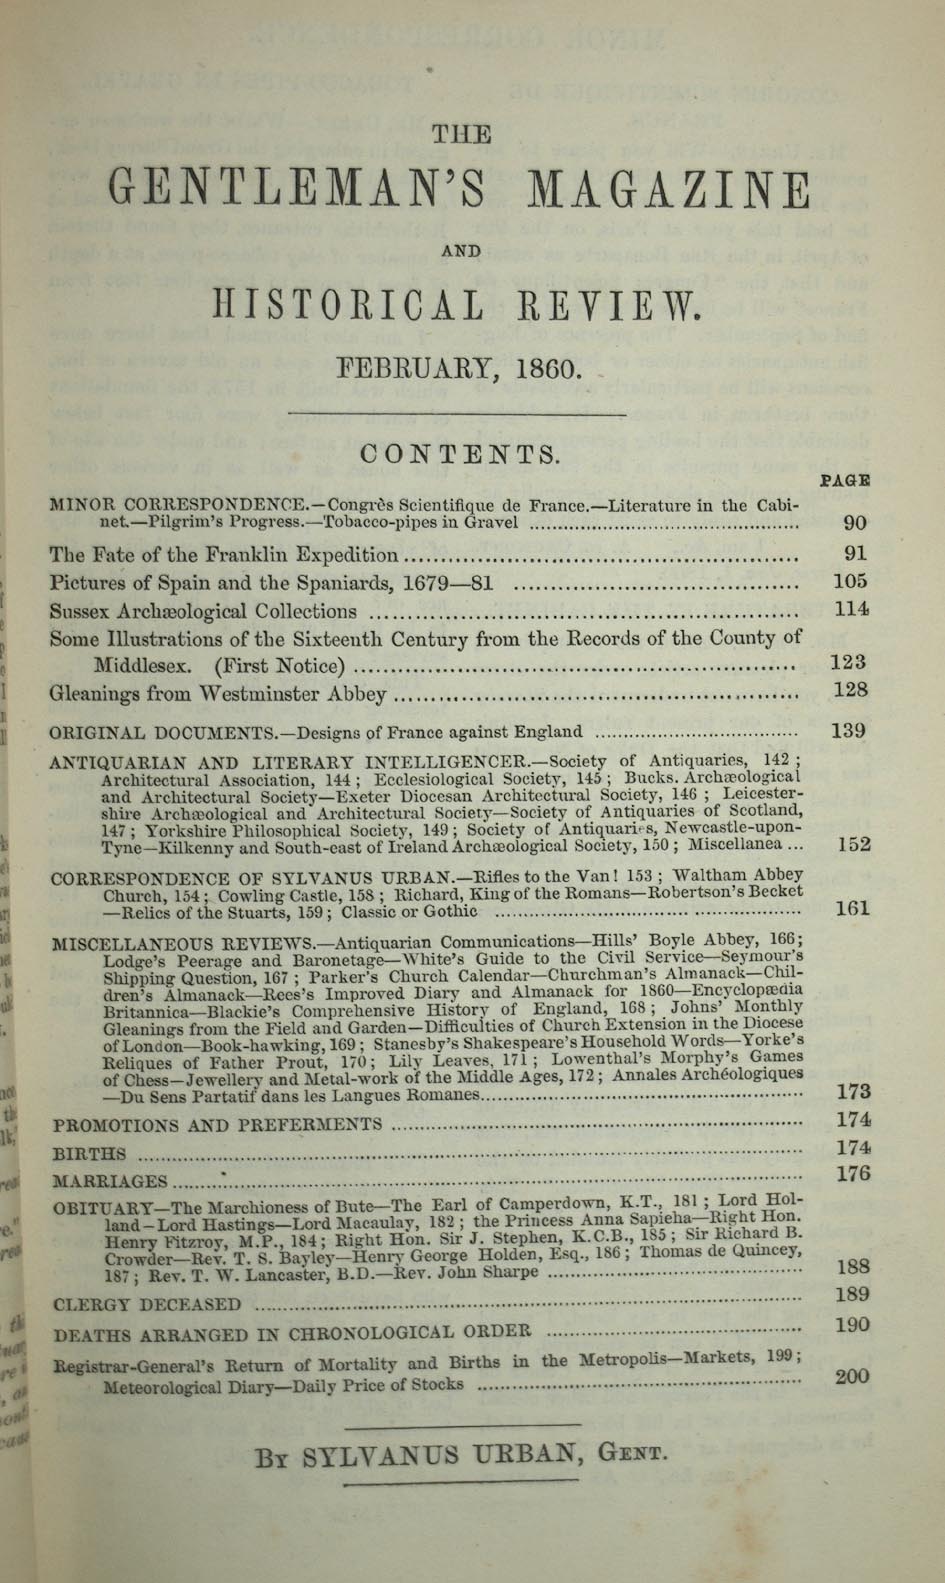 THE
GENTLEMAN'S MAGAZINE
AND
HISTORICAL REVIEW.
FEBRUARY, 1860.
CONTENTS.
PAGE
MINOR CORRESPONDENCE.—Congrès Scientifique de France.—Literature in the Cabi-
net.—Pilgrim's Progress.—Tobacco-pipes in Gravel ........ 90
The Fate of the Franklin Expedition ........ 91
Pictures of Spain and the Spaniards, 1679—81 ........ 105
Sussex Archæological Collections ........ 114
Some Illustrations of the Sixteenth Century from the Records of the County of
Middlesex. (First Notice) ........ 123
Gleanings from Westminster Abbey ........ 128
ORIGINAL DOCUMENTS.—Designs of France against England ........ 139
ANTIQUARIAN AND LITERARY INTELLIGENCER.—Society of Antiquaries, 142 ;
Architectural Association, 144 ; Ecclesiological Society, 145 ; Bucks. Archæological
and Architectural Society—Exeter Diocesan Architectural Society, 146 ; Leicester-
shire Archæological and Architectural Society—Society of Antiquaries of Scotland,
147 ; Yorkshire Philosophical Society, 149 ; Society of Antiquaries, Newcastle-upon-
Tyne—Kilkenny and South-east of Ireland Archæological Society, 150 ; Miscellanea ... 152
CORRESPONDENCE OF SYLVANUS URBAN.—Rifles to the Van! 153 ; Waltham Abbey
Church, 154 ; Cowling Castle, 158 ; Richard, King of the Romans—Robertson's Becket
—Relics of the Stuarts, 159 ; Classic or Gothic ........ 161
MISCELLANEOUS REVIEWS.—Antiquarian Communications—Hills' Boyle Abbey, 166;
Lodge's Peerage and Baronetage—White's Guide to the Civil Service—Seymour's
Shipping Question, 167 ; Parker's Church Calendar—Churchman's Almanack—Chil-
dren's Almanack—Rees's Improved Diary and Almanack for 1860—Encyclopædia
Britannica—Blackie's Comprehensive History of England, 168 ; Johns' Monthly
Gleanings from the Field and Garden—Difficulties of Church Extension in the Diocese
of London—Book-hawking, 169 ; Stanesby's Shakespeare's Household Words—Yorke's
Reliques of Father Prout, 170 ; Lily Leaves, 171 ; Lowenthal's Morphy's Games
of Chess—Jewellery and Metal-work of the Middle Ages, 172 ; Annales Archéologiques
—Du Sens Partatif dans les Langues Romanes ........ 173
PROMOTIONS AND PREFERMENTS ........ 174
BIRTHS ........ 174
MARRIAGES ........ 176
OBITUARY—The Marchioness of Bute—The Earl of Camperdown, K.T., 181 ; Lord Hol-
land—Lord Hastings—Lord Macaulay, 182 ; the Princess Anna Sapieha—Right Hon.
Henry Fitzroy, M.P., 184 ; Right Hon. Sir J. Stephen, K.C.B., 185 ; Sir Richard B.
Crowder—Rev. T. S. Bayley—Henry George Holden, Esq., 186 ; Thomas de Quincey,
187 ; Rev. T. W. Lancaster, B.D.—Rev. John Sharpe ........ 188
CLERGY DECEASED ........ 189
DEATHS ARRANGED IN CHRONOLOGICAL ORDER ........ 190
Registrar-General's Return of Mortality and Births in the Metropolis—Markets, 199 ;
Meteorological Diary—Daily Price of Stocks ........ 200
BY SYLVANUS URBAN, GENT.